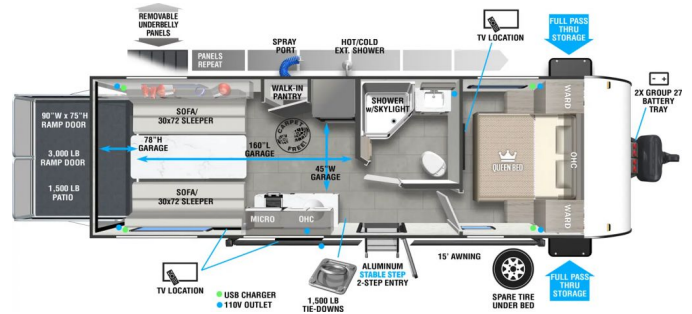 REMOVABLE
UNDERBELLY
PANELS
PANELS
REPEAT
SPRAY
PORT
HOT/COLD
EXT. SHOWER
TV LOCATION
FULL PASS
THRU
STORAGE
2X GROUP 27
BATTERY
TRAY
90"W x 75"H
RAMP DOOR
3,000 LB
RAMP DOOR
1,500 LB
PATIO
SOFA/
30x72 SLEEPER
WALK-IN
PANTRY
CARPET
FREE!
SHOWER
w/SKYLIGHT
WARD
78"H
GARAGE
160"L
GARAGE
45"W
GARAGE
QUEEN BED
OHC
SOFA/
30x72 SLEEPER
MICRO
OHC
WARD
TV LOCATION
USB CHARGER
110V OUTLET
1,500 LB
TIE-DOWNS
ALUMINUM
STABLE STEP
2-STEP ENTRY
15' AWNING
SPARE TIRE
UNDER BED
FULL PASS
THRU
STORAGE